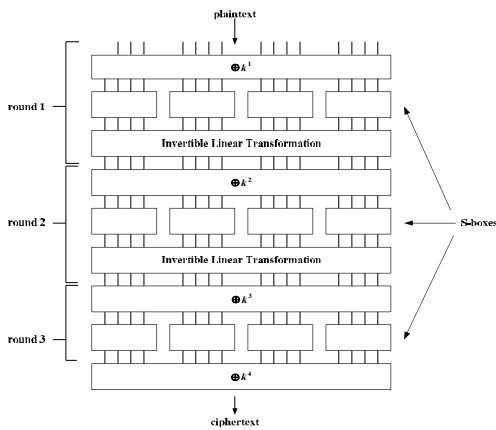 plaintext
⊕k¹
round 1
Invertible Linear Transformation
⊕k²
round 2
S-boxes
Invertible Linear Transformation
⊕k³
round 3
⊕k⁴
ciphertext